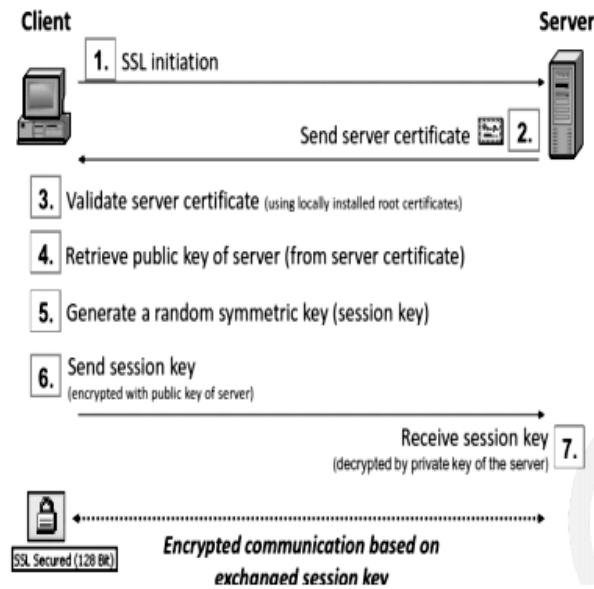 Client
Server
1. SSL initiation
Send server certificate 2.
3. Validate server certificate (using locally installed root certificates)
4. Retrieve public key of server (from server certificate)
5. Generate a random symmetric key (session key)
6. Send session key
(encrypted with public key of server)
Receive session key 7.
(decrypted by private key of the server)
SSL Secured (128 Bit)
Encrypted communication based on
exchanged session key